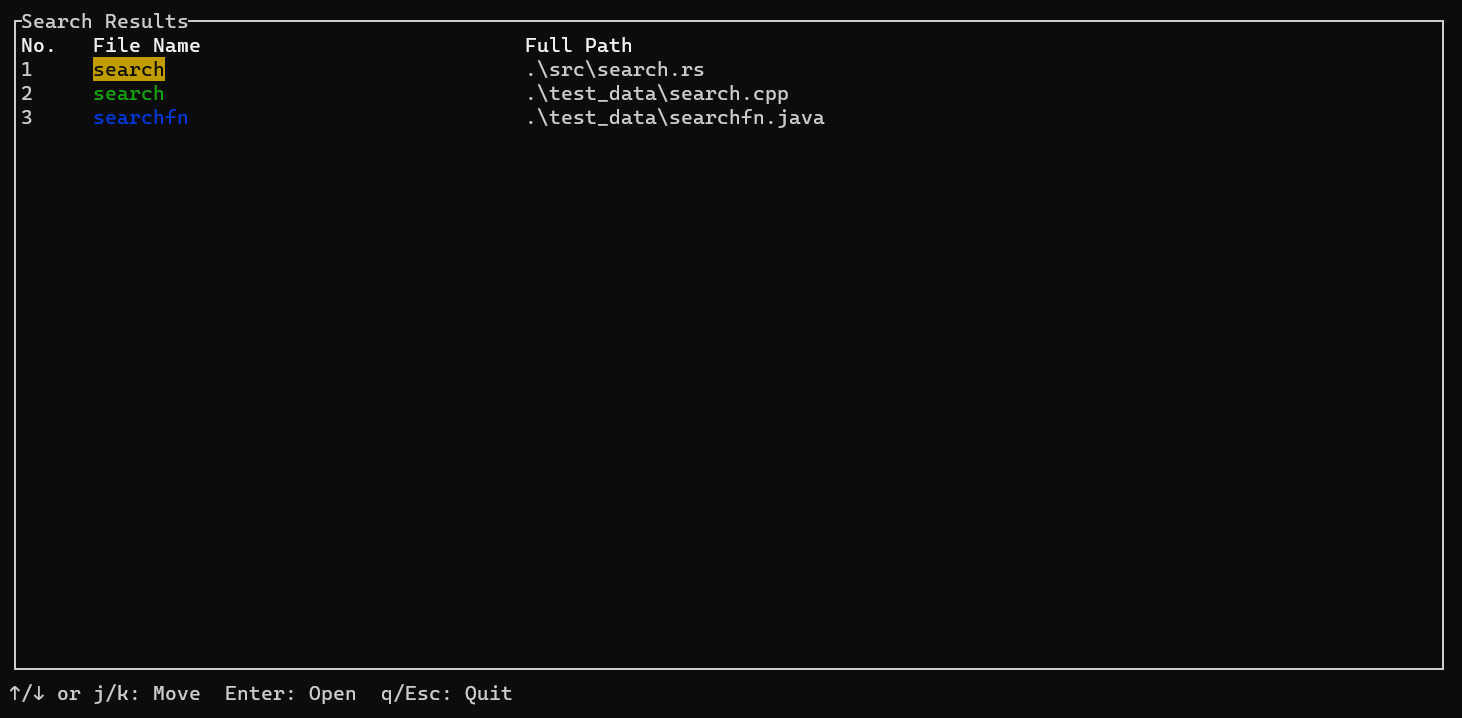 Search Results
No. File Name Full Path
1 search .\src\search.rs
2 search .\test_data\search.cpp
3 searchfn .\test_data\searchfn.java
↑/↓ or j/k: Move Enter: Open q/Esc: Quit